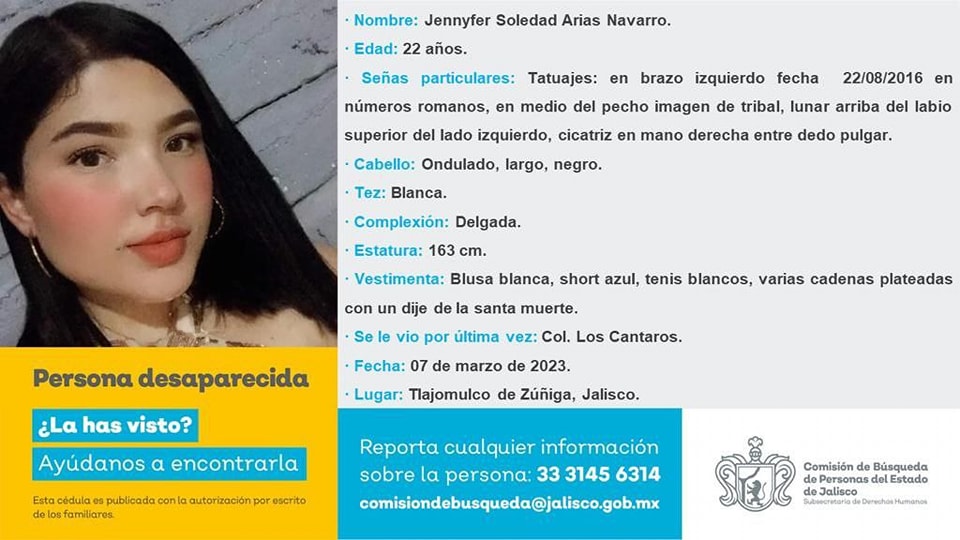 · Nombre: Jennyfer Soledad Arias Navarro.
· Edad: 22 años.
· Señas particulares: Tatuajes: en brazo izquierdo fecha 22/08/2016 en
números romanos, en medio del pecho imagen de tribal, lunar arriba del labio
superior del lado izquierdo, cicatriz en mano derecha entre dedo pulgar.
· Cabello: Ondulado, largo, negro.
· Tez: Blanca.
· Complexión: Delgada.
· Estatura: 163 cm.
· Vestimenta: Blusa blanca, short azul, tenis blancos, varias cadenas plateadas
con un dije de la santa muerte.
· Se le vio por última vez: Col. Los Cantaros.
· Fecha: 07 de marzo de 2023.
· Lugar: Tlajomulco de Zúñiga, Jalisco.
Persona desaparecida
¿La has visto?
Ayúdanos a encontrarla
Esta cédula es publicada con la autorización por escrito
de los familiares.
Reporta cualquier información
sobre la persona: 33 3145 6314
comisiondebusqueda@jalisco.gob.mx
Comisión de Búsqueda
de Personas del Estado
de Jalisco
Subsecretaría de Derechos Humanos